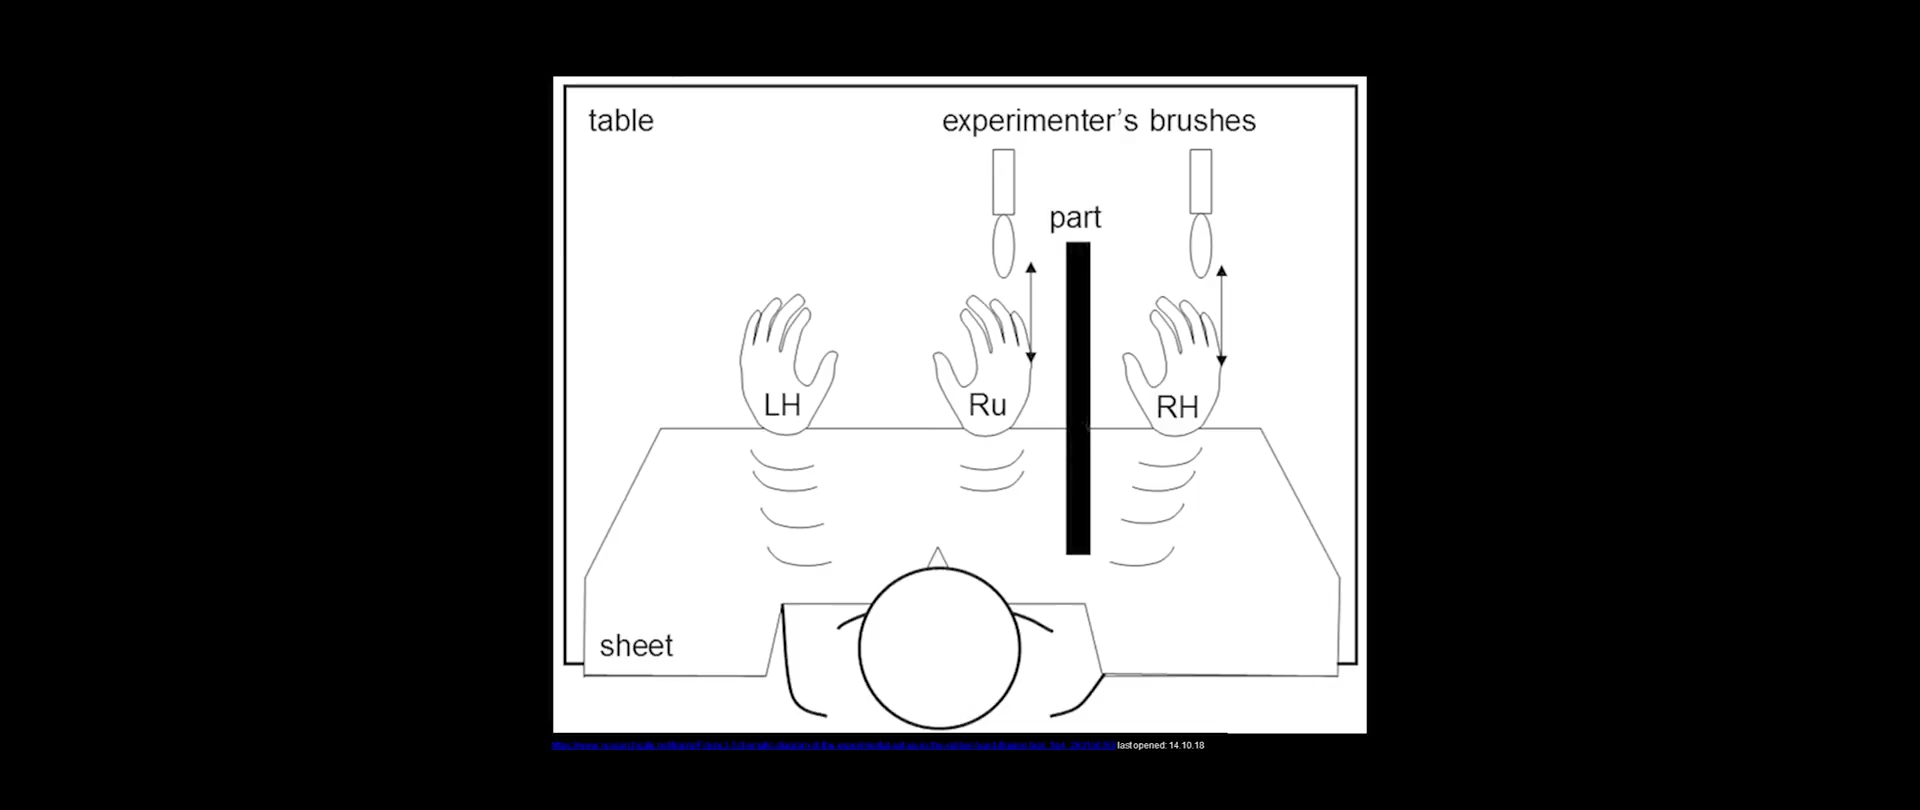 table
experimenter’s brushes
part
LH
Ru
RH
sheet
last opened: 14.10.18